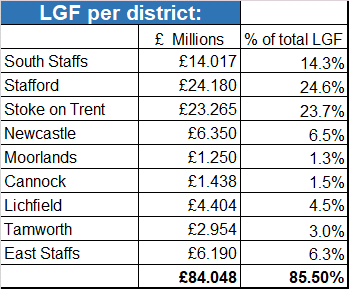 LGF per district:
£ Millions % of total LGF
South Staffs £14.017 14.3%
Stafford £24.180 24.6%
Stoke on Trent £23.265 23.7%
Newcastle £6.350 6.5%
Moorlands £1.250 1.3%
Cannock £1.438 1.5%
Lichfield £4.404 4.5%
Tamworth £2.954 3.0%
East Staffs £6.190 6.3%
£84.048 85.50%